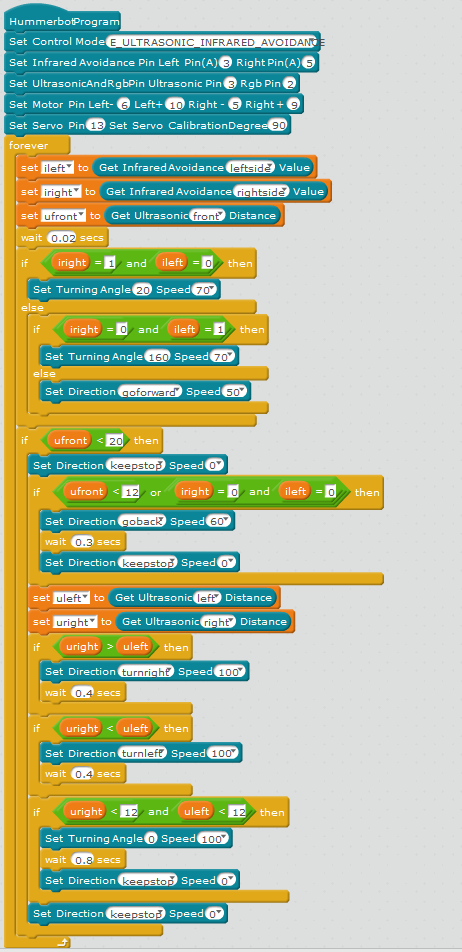 HummerbotProgram
Set Control Mode E_ULTRASONIC_INFRARED_AVOIDANCE
Set Infrared Avoidance Pin Left Pin(A) 3 Right Pin(A) 5
Set UltrasonicAndRgbPin Ultrasonic Pin 3 Rgb Pin 2
Set Motor Pin Left- 6 Left+ 10 Right - 5 Right + 9
Set Servo Pin 13 Set Servo CalibrationDegree 90
forever
set ileft to Get InfraredAvoidance leftside Value
set iright to Get InfraredAvoidance rightside Value
set ufront to Get Ultrasonic front Distance
wait 0.02 secs
if iright = 1 and ileft = 0 then
Set Turning Angle 20 Speed 70
else
if iright = 0 and ileft = 1 then
Set Turning Angle 160 Speed 70
else
Set Direction goforward Speed 50
if ufront < 20 then
Set Direction keepstop Speed 0
if ufront < 12 or iright = 0 and ileft = 0 then
Set Direction goback Speed 60
wait 0.3 secs
Set Direction keepstop Speed 0
set uleft to Get Ultrasonic left Distance
set uright to Get Ultrasonic right Distance
if uright > uleft then
Set Direction turnright Speed 100
wait 0.4 secs
if uright < uleft then
Set Direction turnleft Speed 100
wait 0.4 secs
if uright < 12 and uleft < 12 then
Set Turning Angle 0 Speed 100
wait 0.8 secs
Set Direction keepstop Speed 0
Set Direction keepstop Speed 0